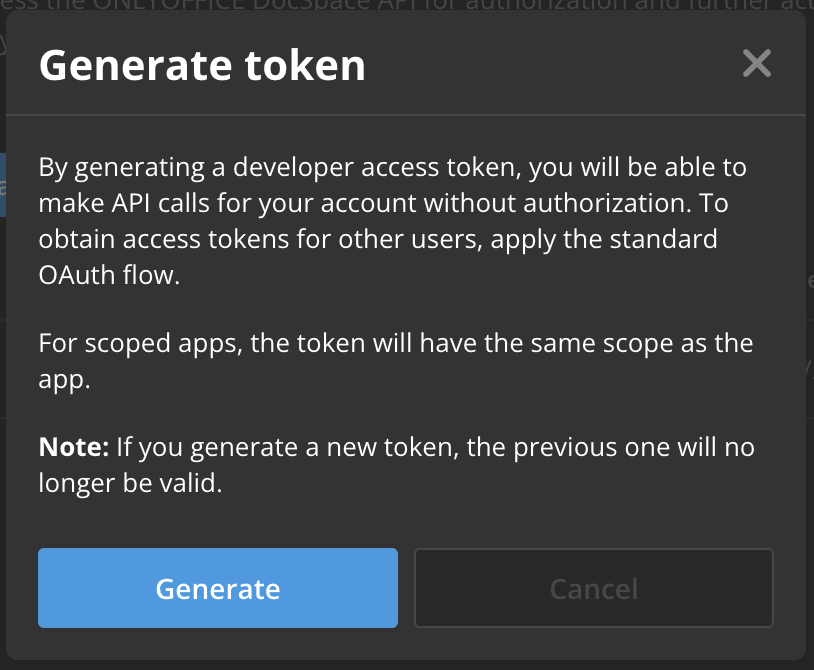 ess the ONLYOFFICE DocSpace API for authorization and further act
Generate token
By generating a developer access token, you will be able to
make API calls for your account without authorization. To
obtain access tokens for other users, apply the standard
OAuth flow.
For scoped apps, the token will have the same scope as the
app.
Note: If you generate a new token, the previous one will no
longer be valid.
Generate
Cancel